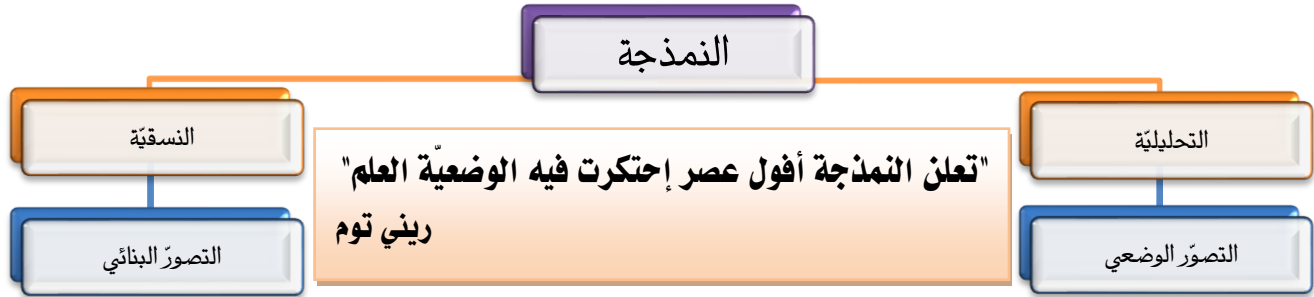 النمذجة
التحليليّة
النسقيّة
"تعلن النمذجة أفول عصر إحتكرت فيه الوضعيّة العلم"
ريني توم
التصوّر الوضعي
التصورّ البنائي